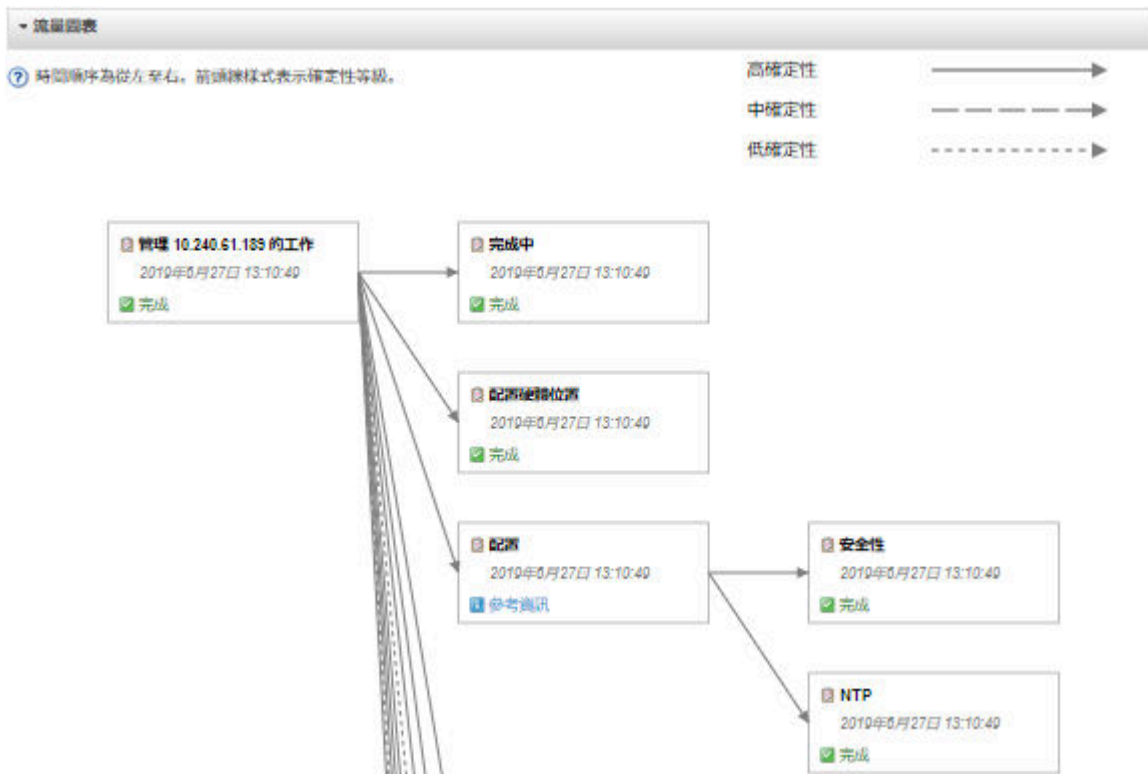 流量圖表
時間順序為從左至右。箭頭線樣式表示確定性等級。
高確定性
中確定性
低確定性
管理 10.240.61.189 的工作
2019年6月27日 13:10:49
完成
完成中
2019年6月27日 13:10:49
完成
配置硬體位置
2019年6月27日 13:10:49
完成
配置
2019年6月27日 13:10:49
參考資訊
安全性
2019年6月27日 13:10:49
完成
NTP
2019年6月27日 13:10:49
完成